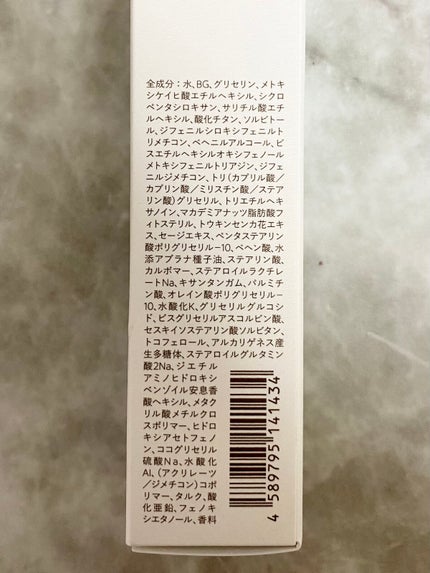 全成分：水、BG、グリセリン、メトキ
シケイヒ酸エチルヘキシル、シクロ
ペンタシロキサン、サリチル酸エチ
ルヘキシル、酸化チタン、ソルビトー
ル、ジフェニルシロキシフェニルト
リメチコン、ベヘニルアルコール、ビ
スエチルヘキシルオキシフェノール
メトキシフェニルトリアジン、ジフェ
ニルジメチコン、トリ(カプリル酸／
カプリン酸／ミリスチン酸／ステア
リン酸)グリセリル、トリエチルヘキ
サノイン、マカデミアナッツ脂肪酸フ
ィトステリル、トウキンセンカ花エキ
ス、セージエキス、ペンタステアリン
酸ポリグリセリル-10、ベヘン酸、水
添アブラナ種子油、ステアリン酸、
カルボマー、ステアロイルラクチレ
ートNa、キサンタンガム、パルミチ
ン酸、オレイン酸ポリグリセリル-
10、水酸化K、グリセリルグルコシ
ド、ビスグリセリルアスコルビン酸、
セスキイソステアリン酸ソルビタン、
トコフェロール、アルカリゲネス産
生多糖体、ステアロイルグルタミン
酸2Na、ジエチル
アミノヒドロキシ
ベンゾイル安息香
酸ヘキシル、メタク
リル酸メチルクロ
スポリマー、ヒドロ
キシアセトフェノ
ン、ココグリセリル
硫酸Na、水酸化
Al、(アクリレーツ
／ジメチコン)コポ
リマー、タルク、酸
化亜鉛、フェノキ
シエタノール、香料
4 589795 141434